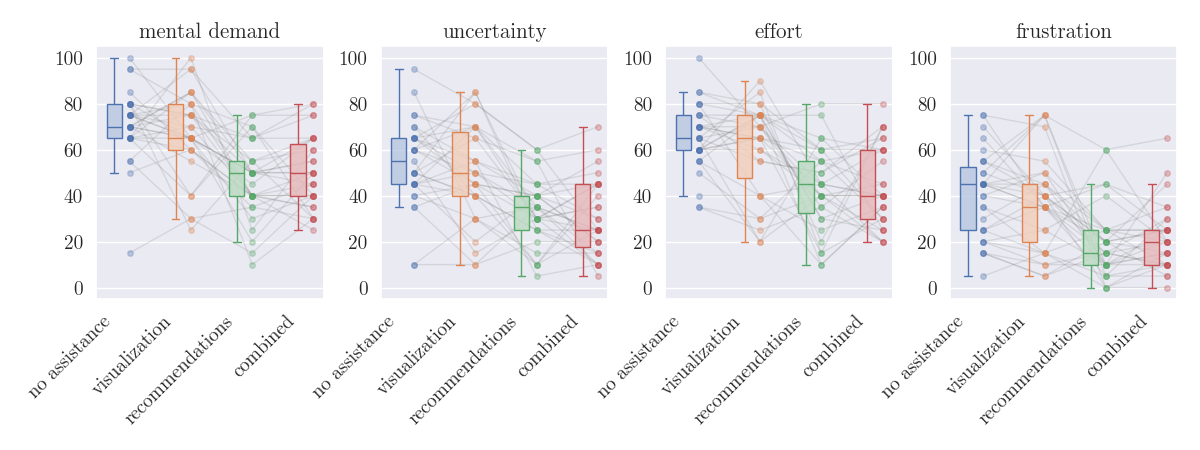 mental demand
uncertainty
effort
frustration
100
80
60
40
20
0
100
80
60
40
20
0
100
80
60
40
20
0
100
80
60
40
20
0
no assistance
visualization
recommendations
combined
no assistance
visualization
recommendations
combined
no assistance
visualization
recommendations
combined
no assistance
visualization
recommendations
combined